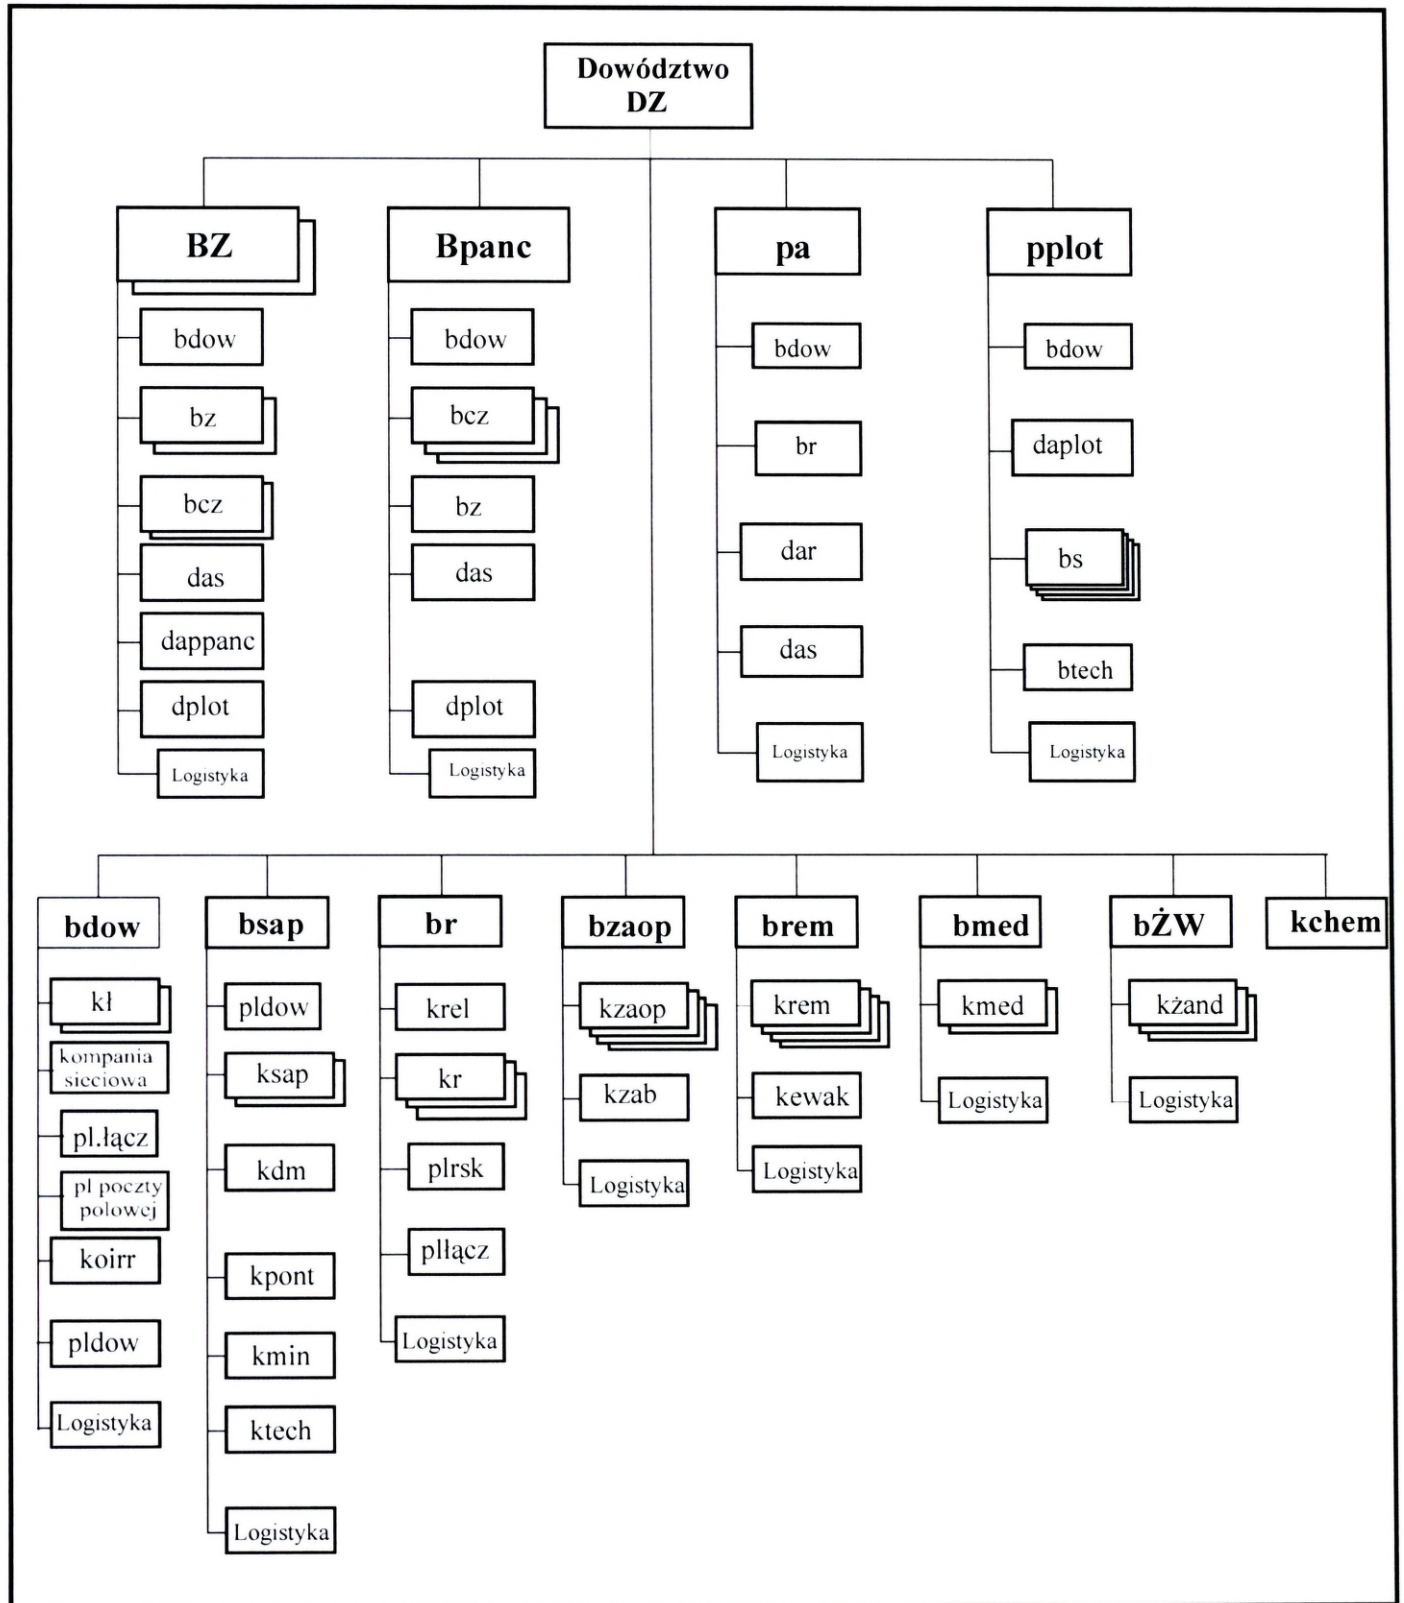 Dowództwo
DZ
BZ
bdow
bz
bcz
das
dappanc
dplot
Logistyka
Bpanc
bdow
bcz
bz
das
dplot
Logistyka
pa
bdow
br
dar
das
Logistyka
pplot
bdow
daplot
bs
btech
Logistyka
bdow
kł
kompania
sieciowa
pl.łącz
pl poczty
polowej
koirr
pldow
Logistyka
bsap
pldow
ksap
kdm
kpont
kmin
ktech
Logistyka
br
krel
kr
plrsk
plłącz
Logistyka
bzaop
kzaop
kzab
Logistyka
brem
krem
kewak
Logistyka
bmed
kmed
Logistyka
bŻW
kżand
Logistyka
kchem